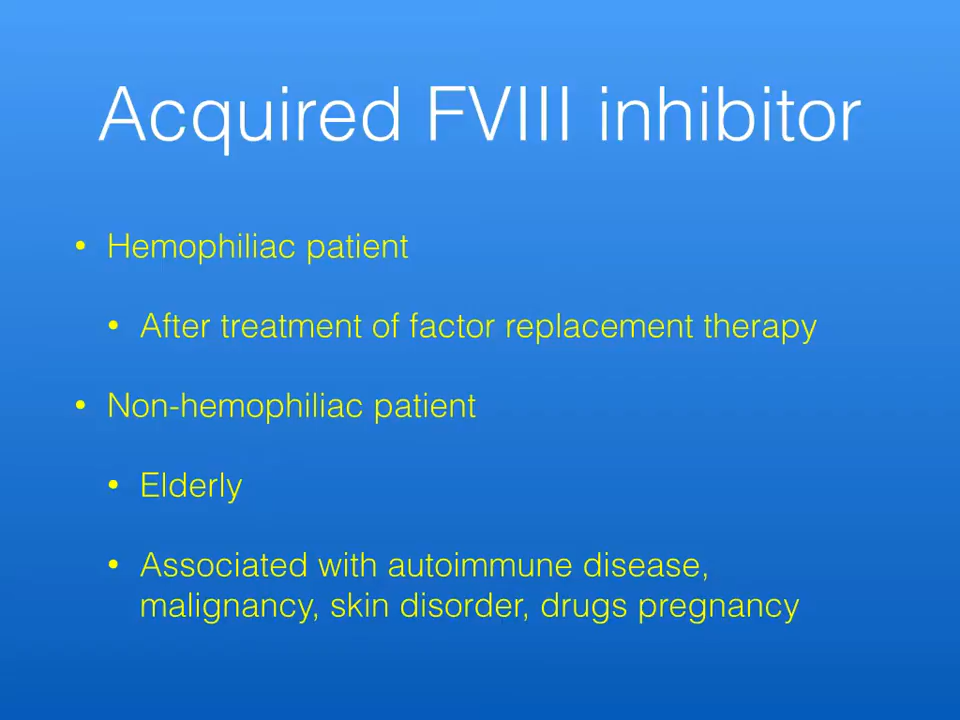 Acquired FVIII inhibitor
• Hemophiliac patient
• After treatment of factor replacement therapy
• Non-hemophiliac patient
• Elderly
• Associated with autoimmune disease,
malignancy, skin disorder, drugs pregnancy